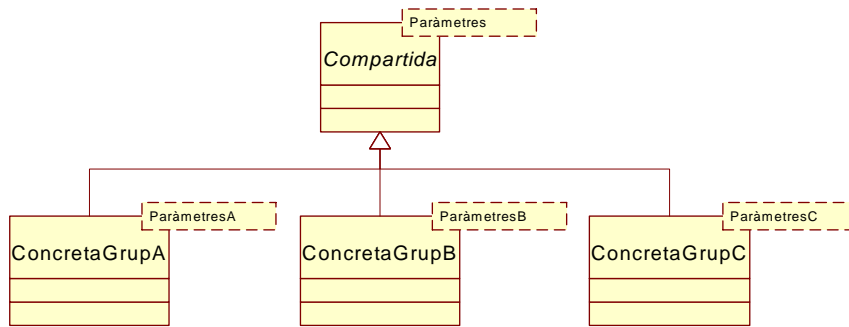 Paràmetres
Compartida
ParàmetresA
ConcretaGrupA
ParàmetresB
ConcretaGrupB
ParàmetresC
ConcretaGrupC